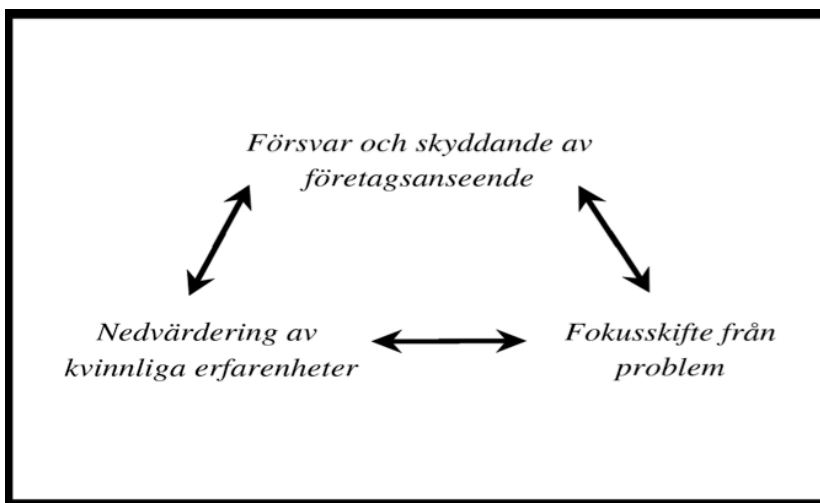 Försvar och skyddande av
företagsanseende
Nedvärdering av
kvinnliga erfarenheter
Fokusskifte från
problem